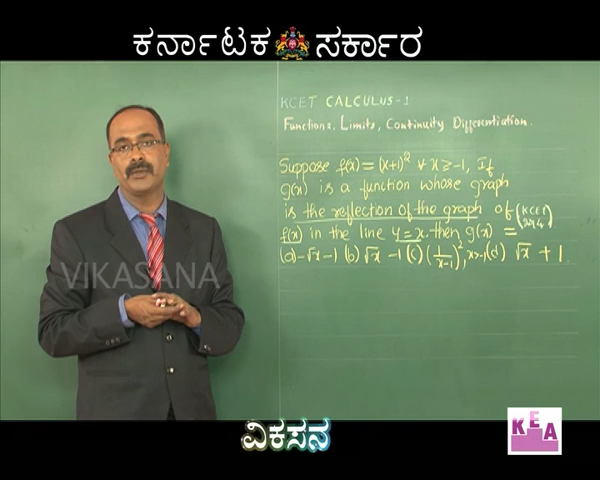 ಕರ್ನಾಟಕ ಸರ್ಕಾರ
KCET CALCULUS-1
Functions, Limits, Continuity Differentiation.
Suppose f(x) = (x+1)² ∀ x ≥ -1, If
g(x) is a function whose graph
is the reflection of the graph of (KCET
f(x) in the line y = x. then g(x) =
(a) -√x - 1 (b) √x - 1 (c) (1/(x-1))², x>-1 (d) √x + 1
VIKASANA
ವಿಕಸನ
KEA